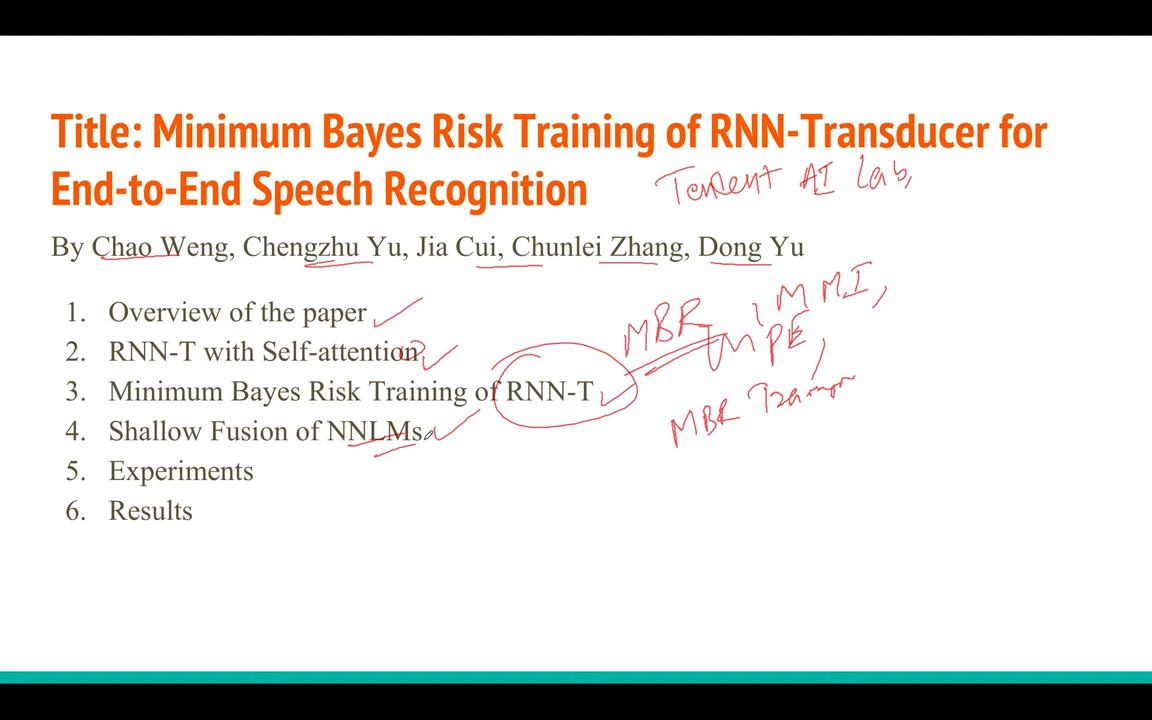 Title: Minimum Bayes Risk Training of RNN-Transducer for
End-to-End Speech Recognition
Tencent AI Lab,
By Chao Weng, Chengzhu Yu, Jia Cui, Chunlei Zhang, Dong Yu
1. Overview of the paper
2. RNN-T with Self-attention
3. Minimum Bayes Risk Training of RNN-T
4. Shallow Fusion of NNLMs
5. Experiments
6. Results
MBR
MMI,
MPE,
MBR Training